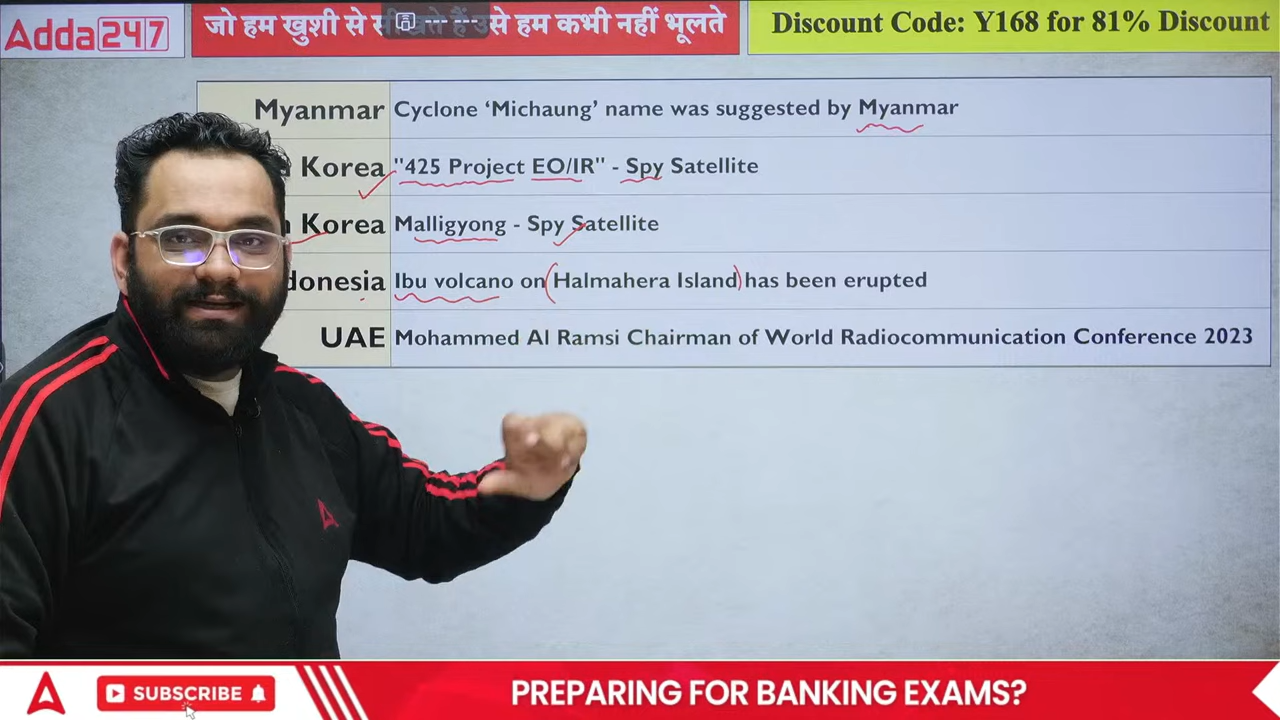 Adda247
जो हम खुशी से से हम कभी नहीं भूलते
Discount Code: Y168 for 81% Discount
Myanmar Cyclone ‘Michaung’ name was suggested by Myanmar
Korea "425 Project EO/IR" - Spy Satellite
Korea Malligyong - Spy Satellite
donesia Ibu volcano on (Halmahera Island) has been erupted
UAE Mohammed Al Ramsi Chairman of World Radiocommunication Conference 2023
SUBSCRIBE
PREPARING FOR BANKING EXAMS?